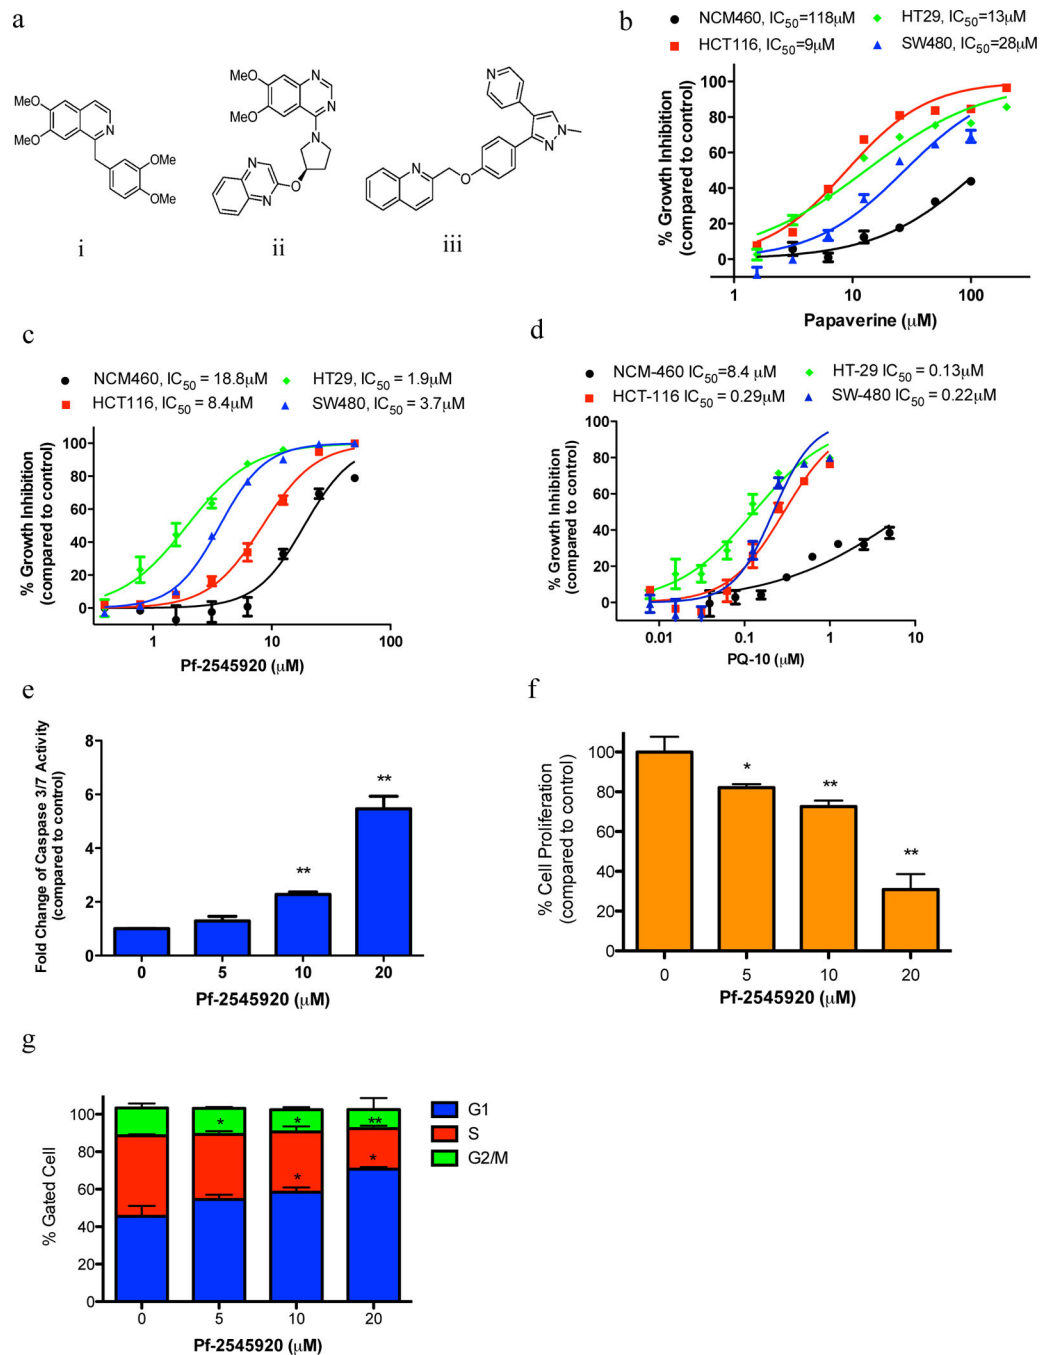 a
MeO
MeO
N
OMe
OMe
i
MeO
MeO
N
N
N
N
N
O
ii
N
N
N
Me
N
O
iii
b
NCM460, IC50=118μM
HT29, IC50=13μM
HCT116, IC50=9μM
SW480, IC50=28μM
% Growth Inhibition
(compared to control)
100
80
60
40
20
0
1
10
100
Papaverine (μM)
c
NCM460, IC50 = 18.8μM
HT29, IC50 = 1.9μM
HCT116, IC50 = 8.4μM
SW480, IC50 = 3.7μM
% Growth Inhibition
(compared to control)
100
80
60
40
20
0
1
10
100
Pf-2545920 (μM)
d
NCM-460 IC50=8.4 μM
HT-29 IC50 = 0.13μM
HCT-116 IC50 = 0.29μM
SW-480 IC50 = 0.22μM
% Growth Inhibition
(compared to control)
100
80
60
40
20
0
0.01
0.1
1
10
PQ-10 (μM)
e
Fold Change of Caspase 3/7 Activity
(compared to control)
8
6
4
2
0
**
**
0
5
10
20
Pf-2545920 (μM)
f
% Cell Proliferation
(compared to control)
100
80
60
40
20
0
*
**
**
0
5
10
20
Pf-2545920 (μM)
g
% Gated Cell
100
80
60
40
20
0
*
*
**
*
*
G1
S
G2/M
0
5
10
20
Pf-2545920 (μM)